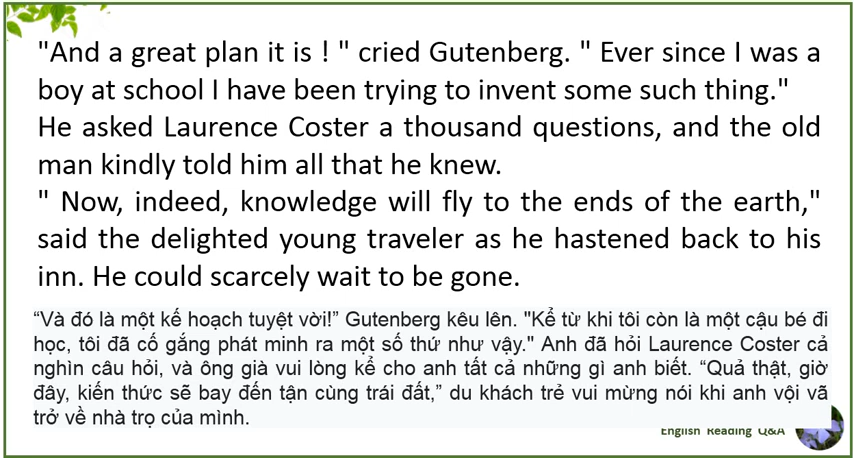 "And a great plan it is ! " cried Gutenberg. " Ever since I was a
boy at school I have been trying to invent some such thing."
He asked Laurence Coster a thousand questions, and the old
man kindly told him all that he knew.
" Now, indeed, knowledge will fly to the ends of the earth,"
said the delighted young traveler as he hastened back to his
inn. He could scarcely wait to be gone.
“Và đó là một kế hoạch tuyệt vời!” Gutenberg kêu lên. "Kể từ khi tôi còn là một cậu bé đi
học, tôi đã cố gắng phát minh ra một số thứ như vậy." Anh đã hỏi Laurence Coster cả
nghìn câu hỏi, và ông già vui lòng kể cho anh tất cả những gì anh biết. “Quả thật, giờ
đây, kiến thức sẽ bay đến tận cùng trái đất,” du khách trẻ vui mừng nói khi anh vội vã
trở về nhà trọ của mình.
English Reading Q&A